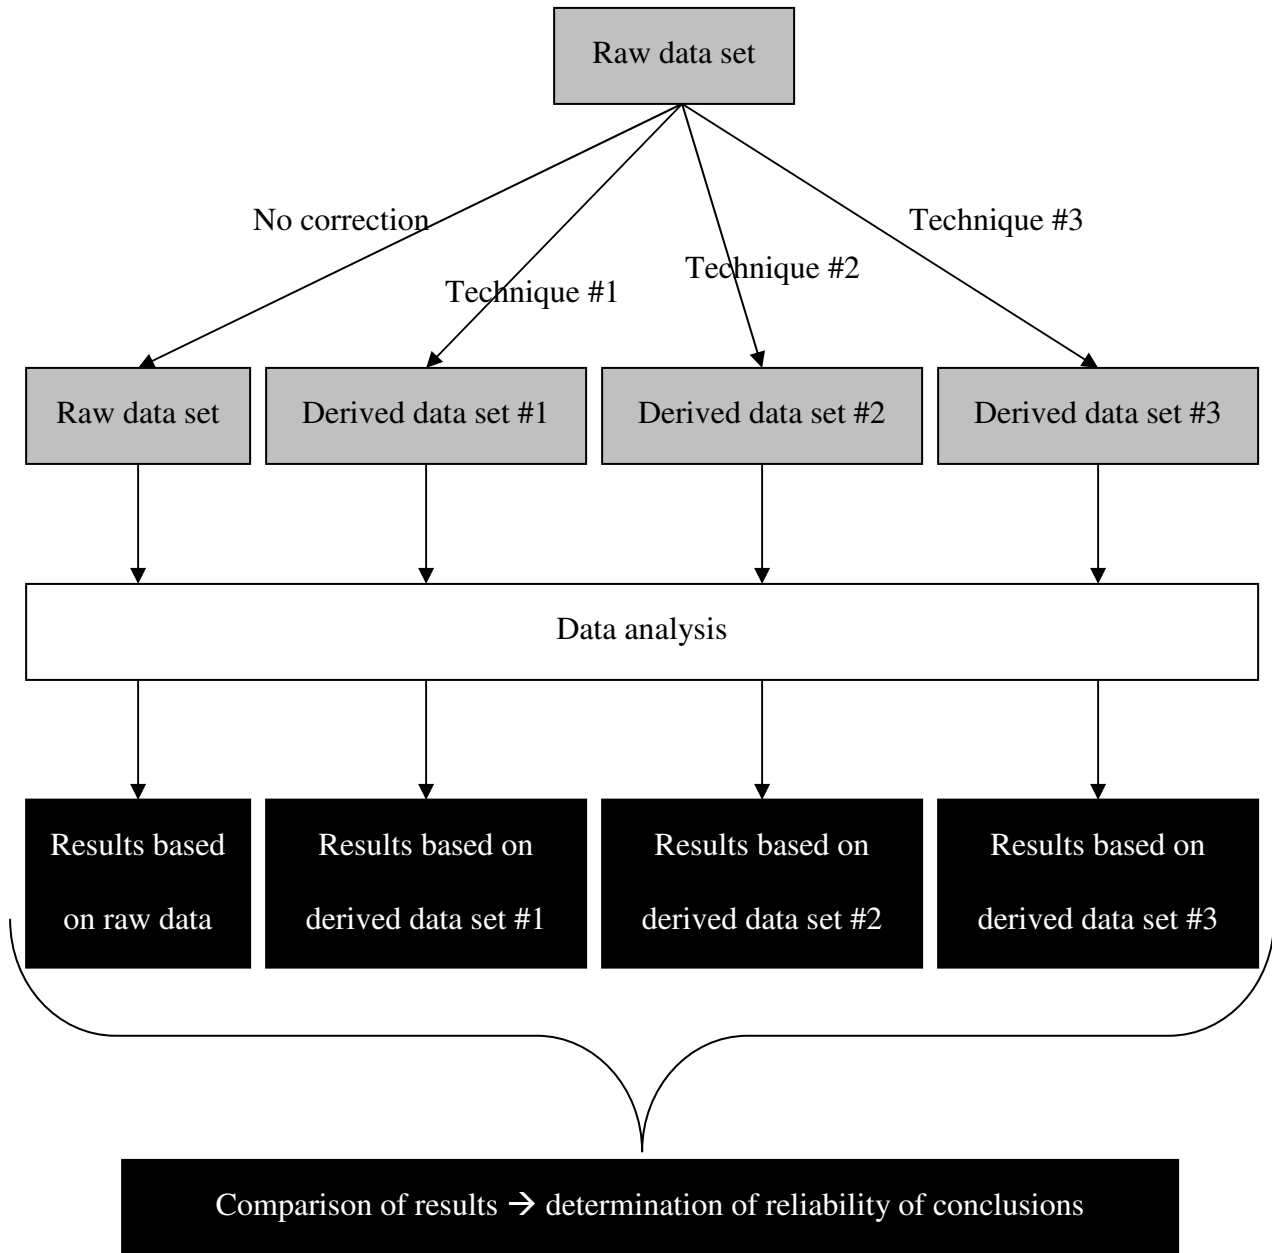 Raw data set
No correction
Technique #3
Technique #2
Technique #1
Raw data set
Derived data set #1
Derived data set #2
Derived data set #3
Data analysis
Results based
on raw data
Results based on
derived data set #1
Results based on
derived data set #2
Results based on
derived data set #3
Comparison of results → determination of reliability of conclusions